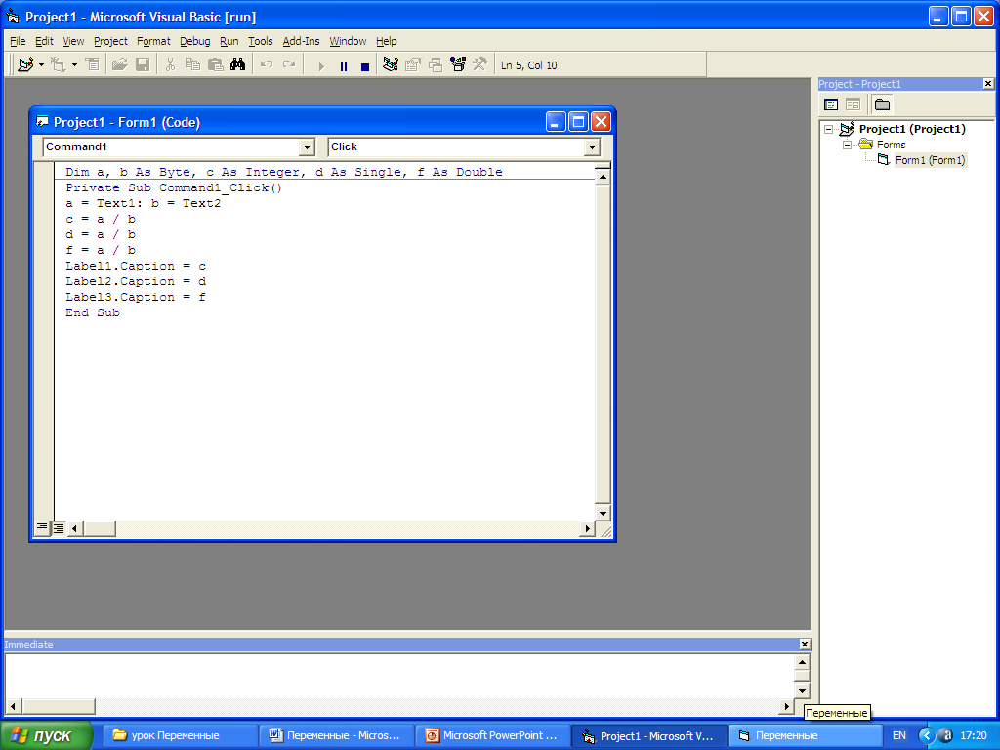 Project1 - Microsoft Visual Basic [run]
File Edit View Project Format Debug Run Tools Add-Ins Window Help
Ln 5, Col 10
Project - Project1
Project1 (Project1)
Forms
Form1 (Form1)
Project1 - Form1 (Code)
Command1 Click
Dim a, b As Byte, c As Integer, d As Single, f As Double
Private Sub Command1_Click()
a = Text1: b = Text2
c = a / b
d = a / b
f = a / b
Label1.Caption = c
Label2.Caption = d
Label3.Caption = f
End Sub
Immediate
Переменные
пуск урок Переменные Переменные - Micros... Microsoft PowerPoint ... Project1 - Microsoft V... Переменные EN 17:20